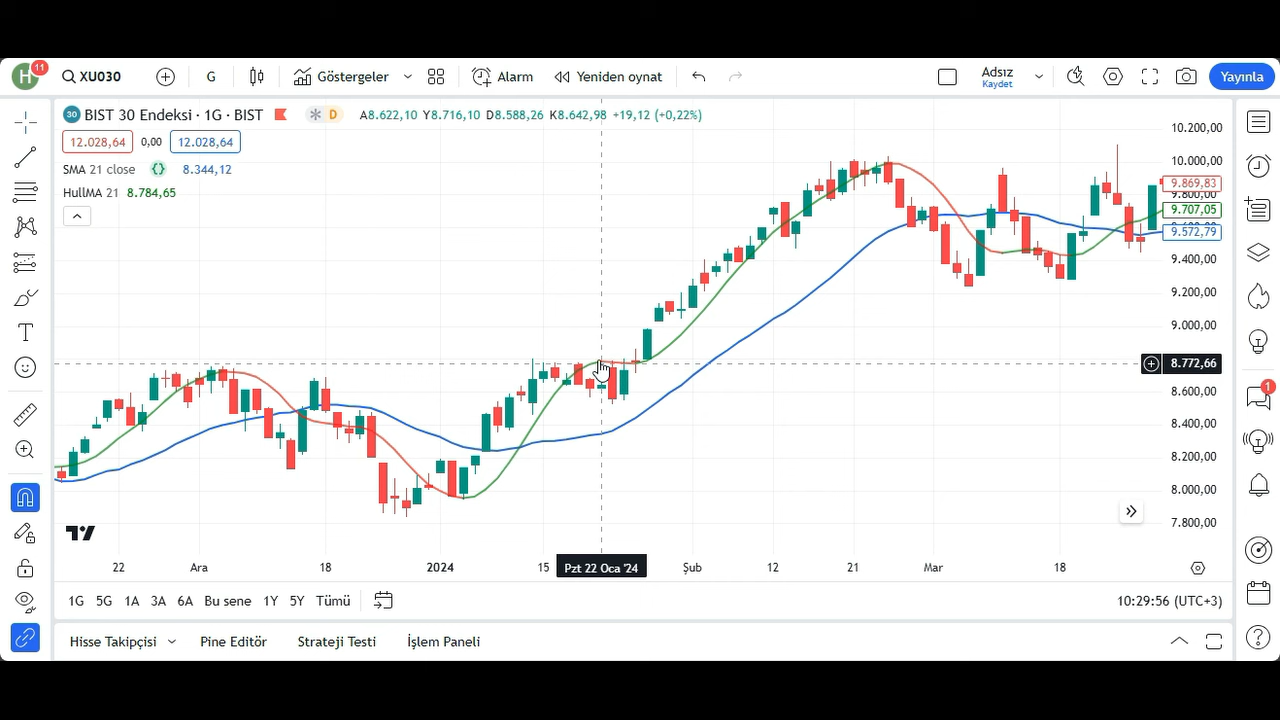 H 11 XU030 G Göstergeler Alarm Yeniden oynat Adsız Kaydet Yayınla
30 BIST 30 Endeksi · 1G · BIST D A8.622,10 Y8.716,10 D8.588,26 K8.642,98 +19,12 (+0,22%)
12.028,64 0,00 12.028,64
SMA 21 close 8.344,12
HullMA 21 8.784,65
10.200,00
10.000,00
9.869,83
9.800,00
9.707,05
9.572,79
9.400,00
9.200,00
9.000,00
8.772,66
8.600,00
8.400,00
8.200,00
8.000,00
7.800,00
1
22 Ara 18 2024 15 Pzt 22 Oca '24 Şub 12 21 Mar 18
1G 5G 1A 3A 6A Bu sene 1Y 5Y Tümü 10:29:56 (UTC+3)
Hisse Takipçisi Pine Editör Strateji Testi İşlem Paneli